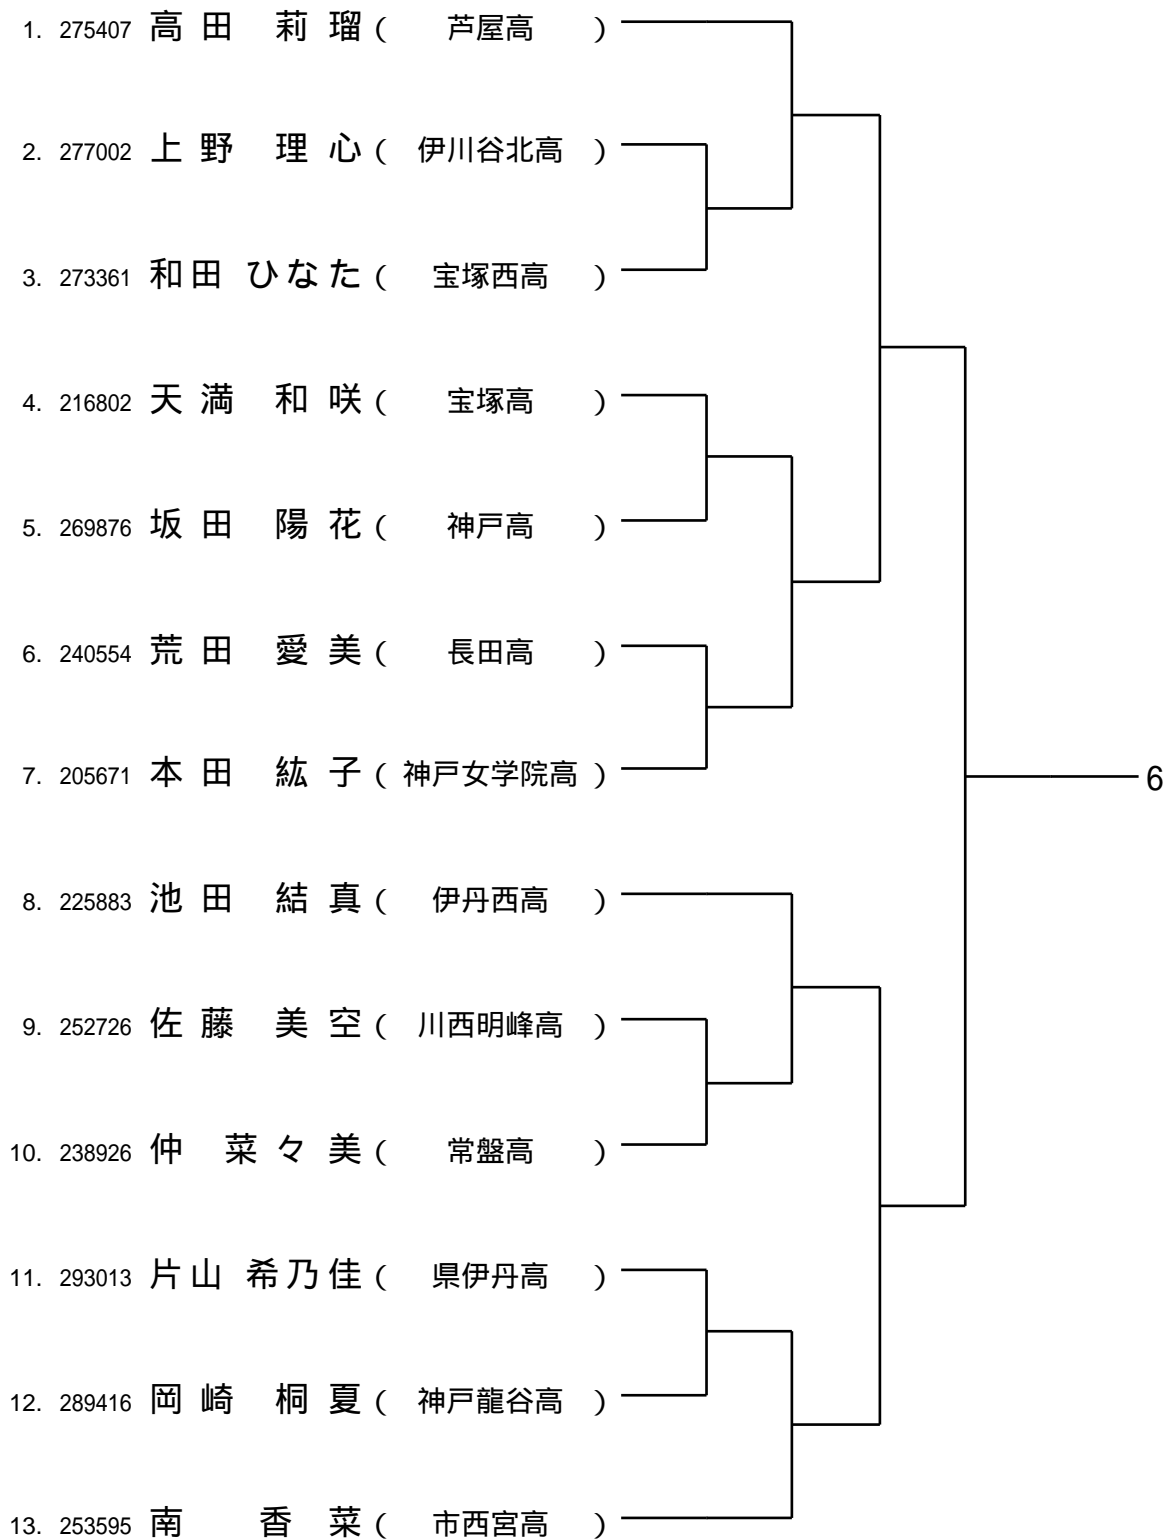 1. 275407 高田 莉瑠 ( 芦屋高 )
2. 277002 上野 理心 ( 伊川谷北高 )
3. 273361 和田 ひなた ( 宝塚西高 )
4. 216802 天満 和咲 ( 宝塚高 )
5. 269876 坂田 陽花 ( 神戸高 )
6. 240554 荒田 愛美 ( 長田高 )
7. 205671 本田 紘子 ( 神戸女学院高 )
6
8. 225883 池田 結真 ( 伊丹西高 )
9. 252726 佐藤 美空 ( 川西明峰高 )
10. 238926 仲 菜々美 ( 常盤高 )
11. 293013 片山 希乃佳 ( 県伊丹高 )
12. 289416 岡崎 桐夏 ( 神戸龍谷高 )
13. 253595 南 香菜 ( 市西宮高 )